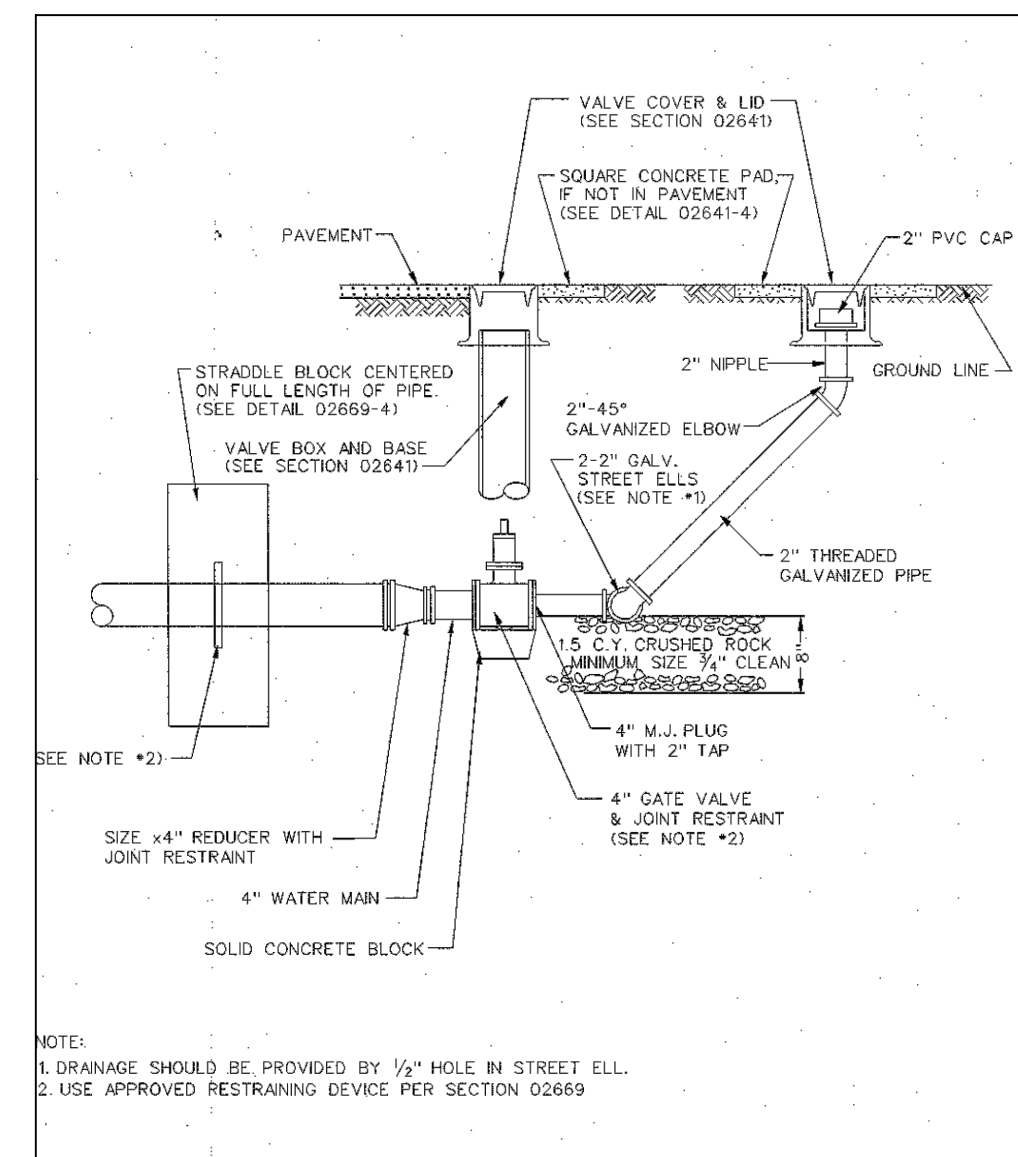 VALVE COVER & LID
(SEE SECTION 02641)
SQUARE CONCRETE PAD,
IF NOT IN PAVEMENT
(SEE DETAIL 02641-4)
PAVEMENT
2" PVC CAP
STRADDLE BLOCK CENTERED
ON FULL LENGTH OF PIPE.
(SEE DETAIL 02669-4)
2" NIPPLE
GROUND LINE
2"-45°
GALVANIZED ELBOW
VALVE BOX AND BASE
(SEE SECTION 02641)
2-2" GALV.
STREET ELLS
(SEE NOTE *1)
2" THREADED
GALVANIZED PIPE
1.5 C.Y. CRUSHED ROCK
MINIMUM SIZE 3/4" CLEAN
8"
4" M.J. PLUG
WITH 2" TAP
(SEE NOTE *2)
4" GATE VALVE
& JOINT RESTRAINT
(SEE NOTE *2)
SIZE x4" REDUCER WITH
JOINT RESTRAINT
4" WATER MAIN
SOLID CONCRETE BLOCK
NOTE:
1. DRAINAGE SHOULD BE PROVIDED BY 1/2" HOLE IN STREET ELL.
2. USE APPROVED RESTRAINING DEVICE PER SECTION 02669